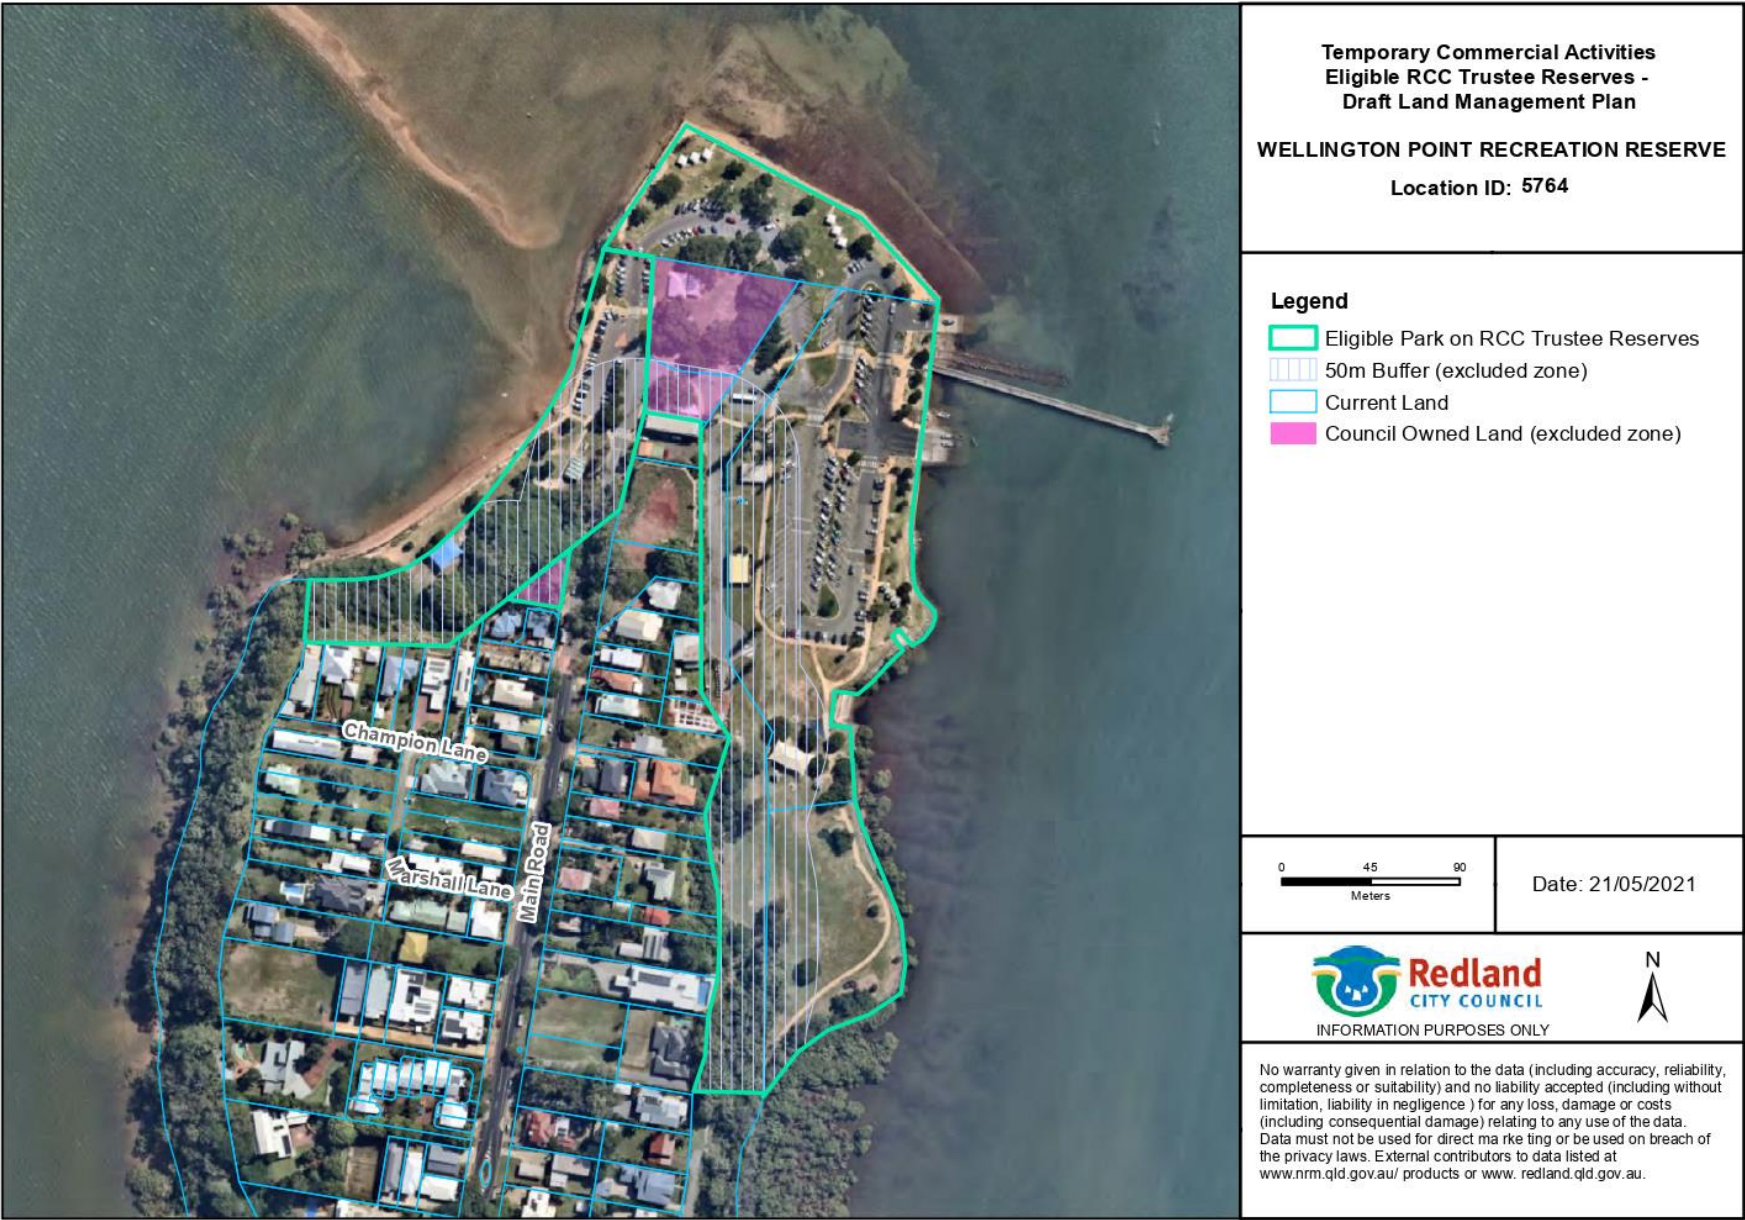 Temporary Commercial Activities
Eligible RCC Trustee Reserves -
Draft Land Management Plan
WELLINGTON POINT RECREATION RESERVE
Location ID: 5764
Legend
Eligible Park on RCC Trustee Reserves
50m Buffer (excluded zone)
Current Land
Council Owned Land (excluded zone)
Champion Lane
Marshall Lane
Main Road
0 45 90
Meters
Date: 21/05/2021
Redland
CITY COUNCIL
INFORMATION PURPOSES ONLY
N
No warranty given in relation to the data (including accuracy, reliability,
completeness or suitability) and no liability accepted (including without
limitation, liability in negligence ) for any loss, damage or costs
(including consequential damage) relating to any use of the data.
Data must not be used for direct ma rke ting or be used on breach of
the privacy laws. External contributors to data listed at
www.nrm.qld.gov.au/ products or www. redland.qld.gov.au.